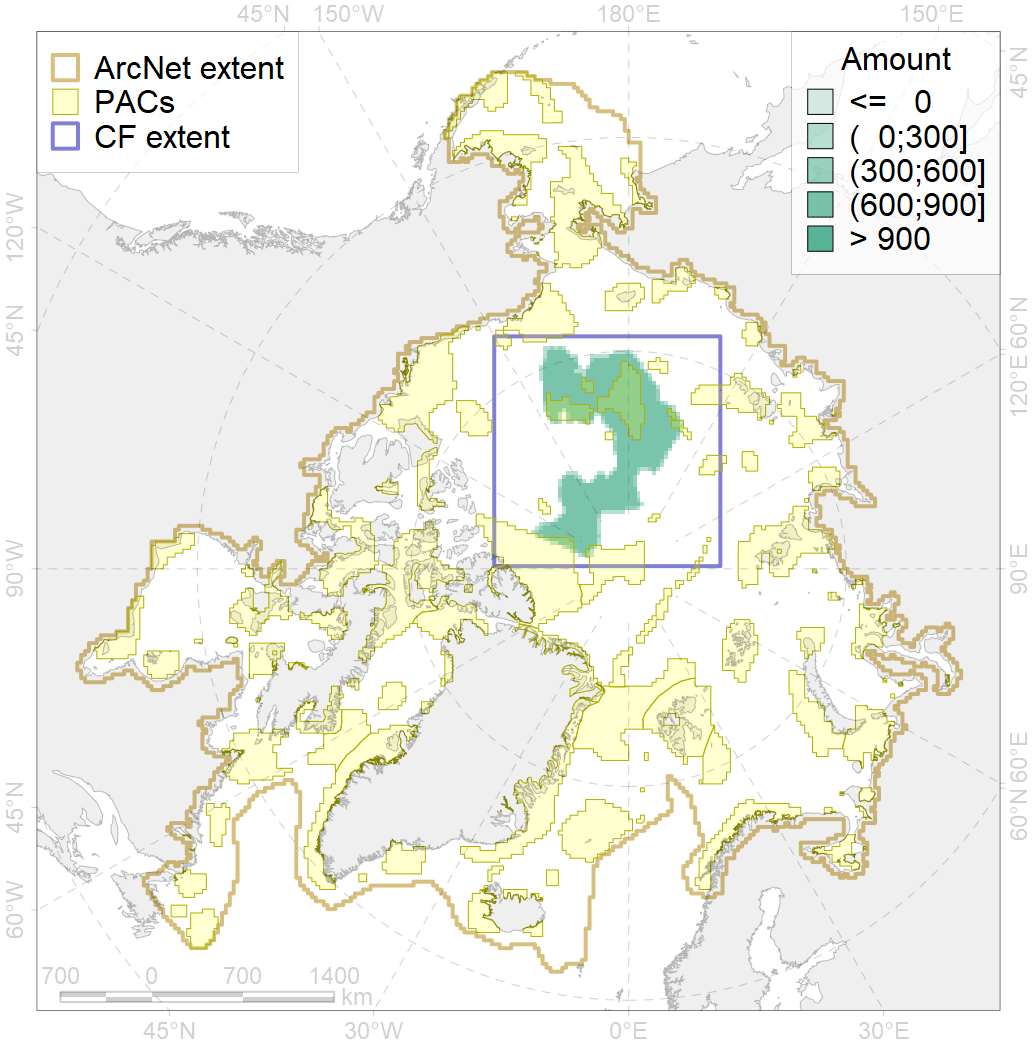 45°N 150°W 180°E 150°E
ArcNet extent
PACs
CF extent
Amount
<= 0
( 0;300]
(300;600]
(600;900]
> 900
45°N
120°W
45°N
90°W
45°N
60°W
60°N
120°E
90°E
60°N
60°E
700 0 700 1400
km
45°N 30°W 0°E 30°E